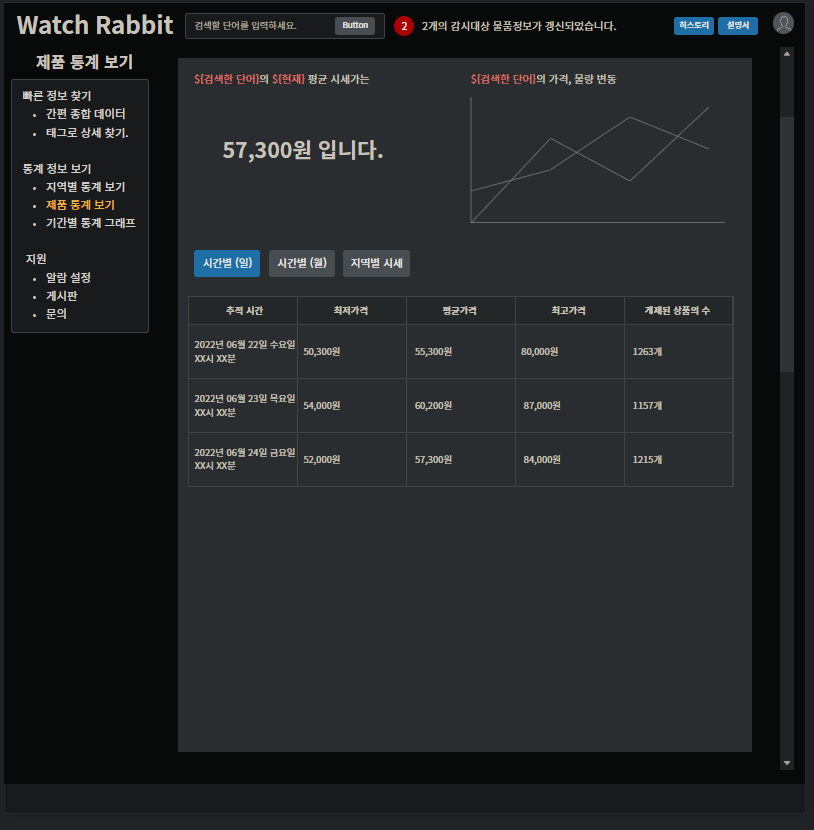 Watch Rabbit
검색할 단어를 입력하세요.
Button
2
2개의 감시대상 물품정보가 갱신되었습니다.
히스토리
설명서
제품 통계 보기
빠른 정보 찾기
간편 종합 데이터
태그로 상세 찾기.
통계 정보 보기
지역별 통계 보기
제품 통계 보기
기간별 통계 그래프
지원
알람 설정
게시판
문의
${검색한 단어}의 ${현재} 평균 시세가는
57,300원 입니다.
${검색한 단어}의 가격, 물량 변동
시간별 (일)
시간별 (월)
지역별 시세
추적 시간 최저가격 평균가격 최고가격 게제된 상품의 수
2022년 06월 22일 수요일
XX시 XX분
50,300원 55,300원 80,000원 1263개
2022년 06월 23일 목요일
XX시 XX분
54,000원 60,200원 87,000원 1157개
2022년 06월 24일 금요일
XX시 XX분
52,000원 57,300원 84,000원 1215개